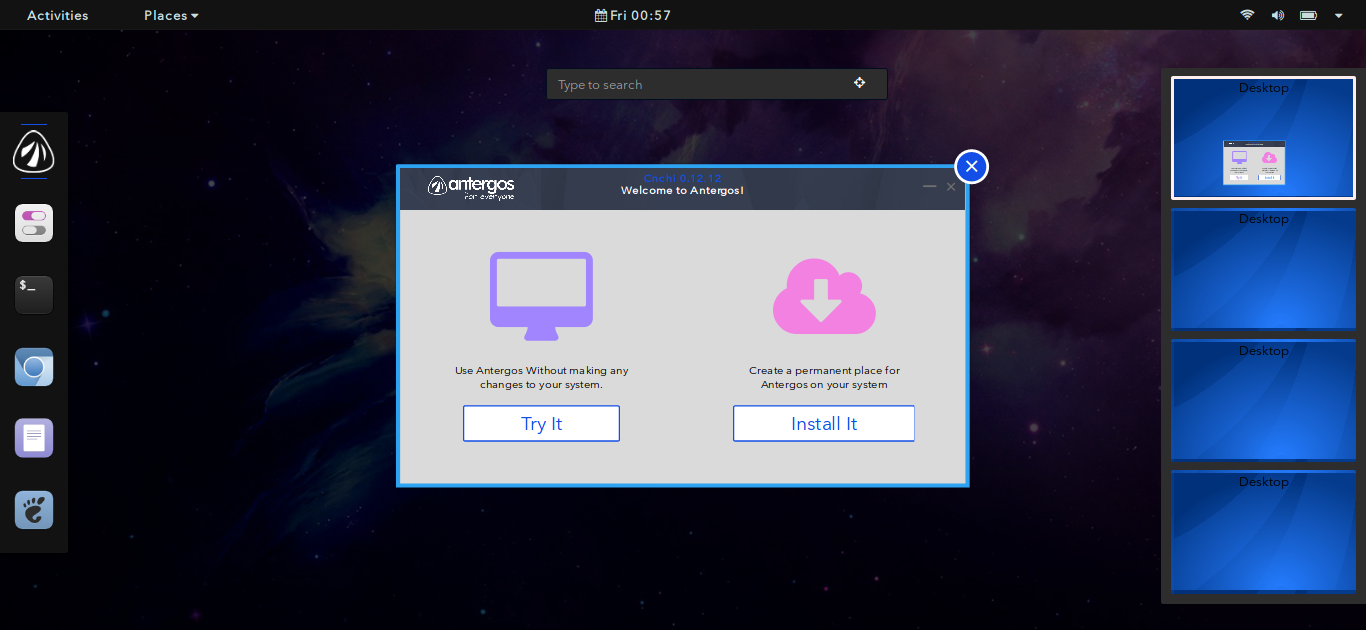 Activities
Places
Fri 00:57
Type to search
Desktop
antergos
For everyone
Cnchi 0.12.12
Welcome to Antergos!
$_
Use Antergos Without making any
changes to your system.
Try It
Create a permanent place for
Antergos on your system
Install It
Desktop
Desktop
Desktop